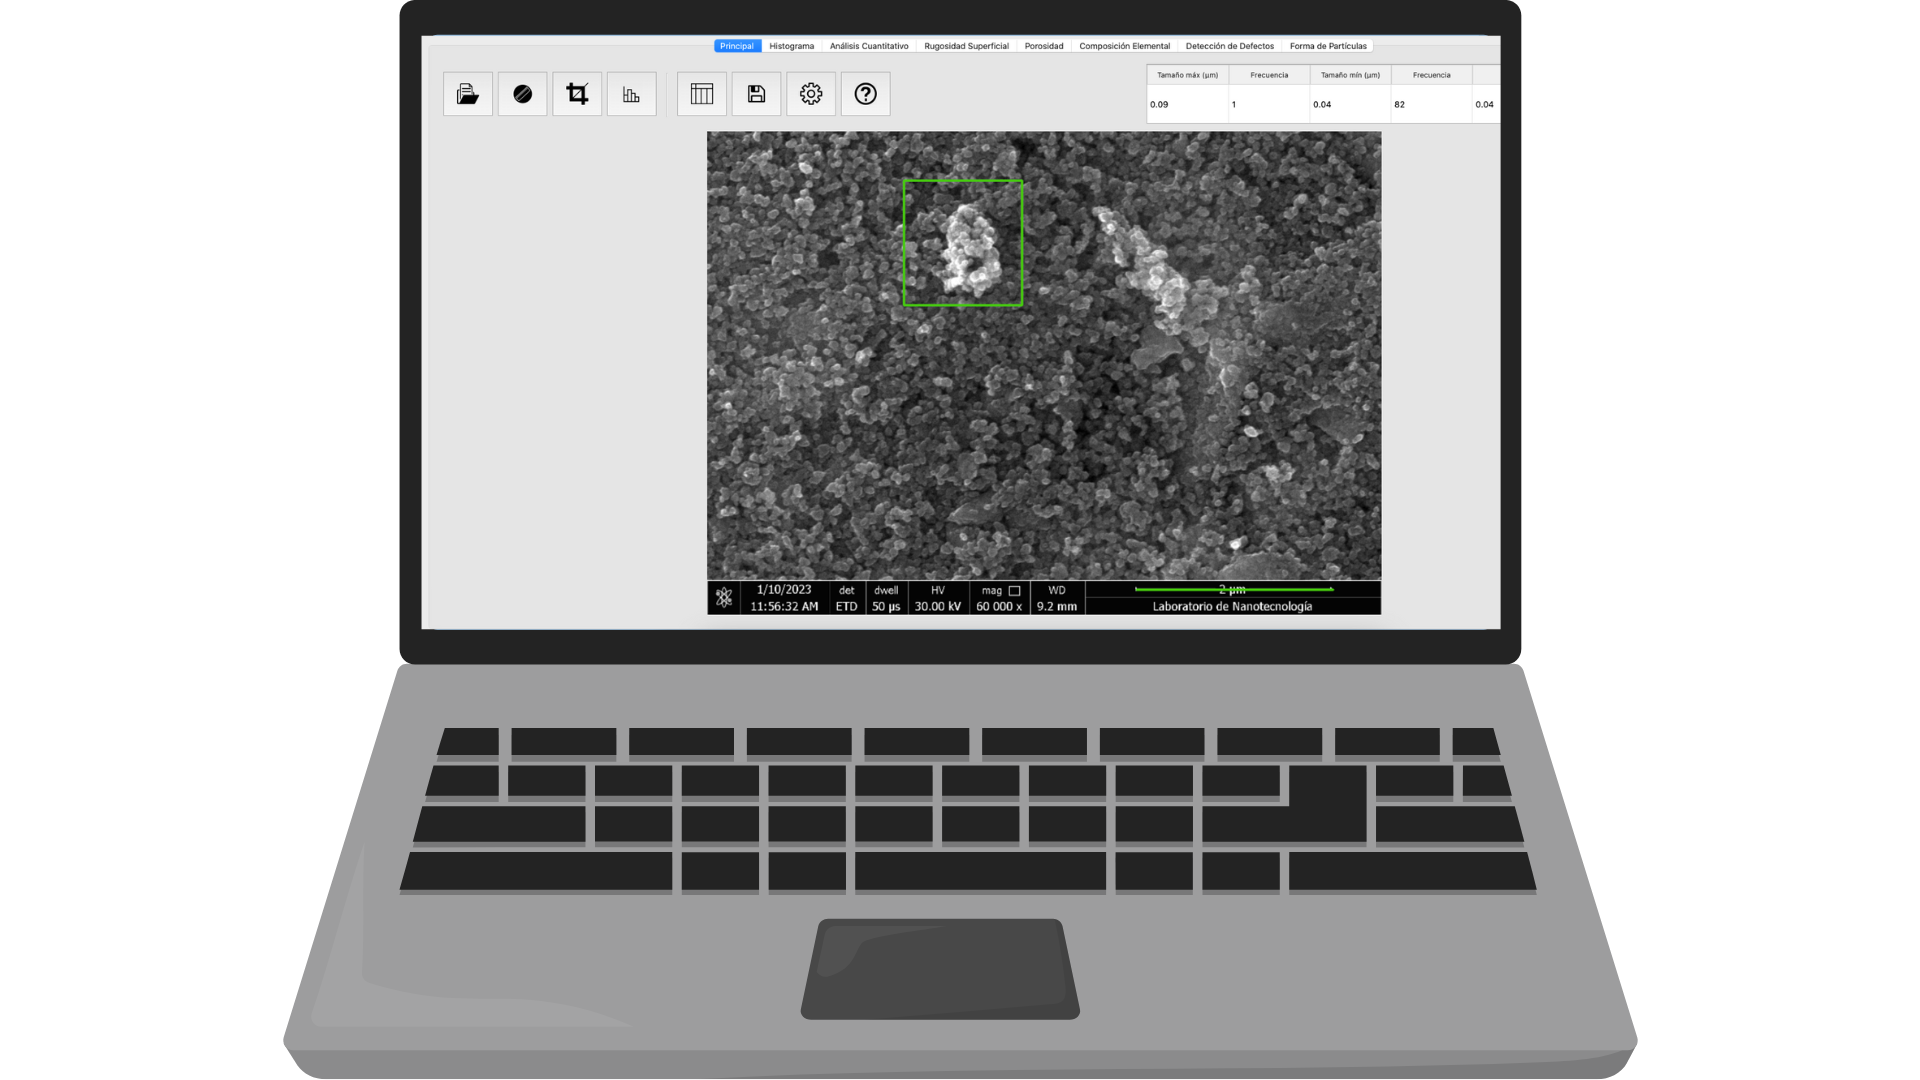 Principal Histograma Análisis Cuantitativo Rugosidad Superficial Porosidad Composición Elemental Detección de Defectos Forma de Partículas
Tamaño máx (µm) Frecuencia Tamaño mín (µm) Frecuencia
0.09 1 0.04 82 0.04
1/10/2023 det dwell HV mag WD 2 µm
11:56:32 AM ETD 50 µs 30.00 kV 60 000 x 9.2 mm Laboratorio de Nanotecnología